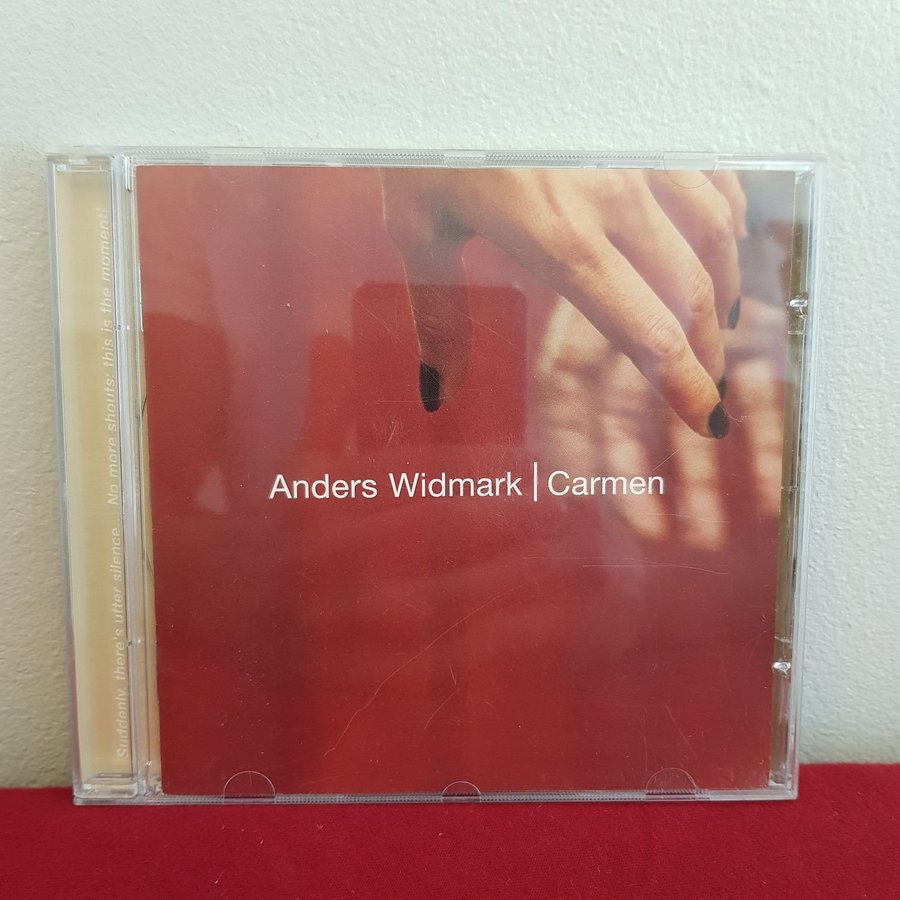 Anders Widmark | Carmen
Suddenly, there's utter silence. No more shouts; this is the moment!